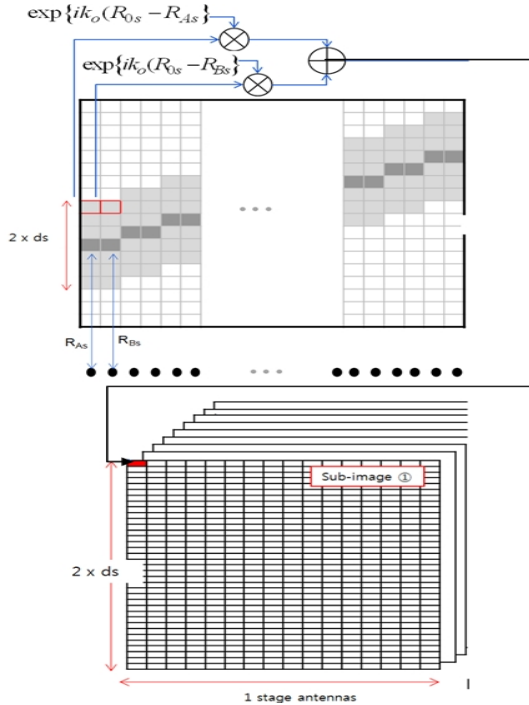 exp{ik₀(R₀ₛ−R_Aₛ}
exp{ik₀(R₀ₛ−R_Bₛ}
2 x ds
R_As
R_Bs
Sub-image ①
2 x ds
1 stage antennas